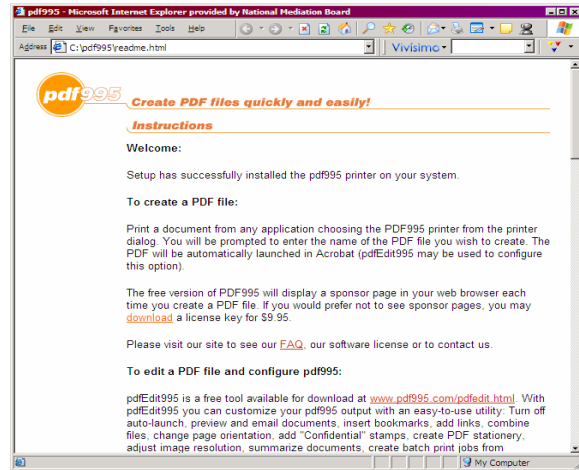 pdf995 - Microsoft Internet Explorer provided by National Mediation Board
File Edit View Favorites Tools Help
Address C:\pdf995\readme.html Vivísimo
pdf995
Create PDF files quickly and easily!
Instructions
Welcome:
Setup has successfully installed the pdf995 printer on your system.
To create a PDF file:
Print a document from any application choosing the PDF995 printer from the printer
dialog. You will be prompted to enter the name of the PDF file you wish to create. The
PDF will be automatically launched in Acrobat (pdfEdit995 may be used to configure
this option).
The free version of PDF995 will display a sponsor page in your web browser each
time you create a PDF file. If you would prefer not to see sponsor pages, you may
download a license key for $9.95.
Please visit our site to see our FAQ, our software license or to contact us.
To edit a PDF file and configure pdf995:
pdfEdit995 is a free tool available for download at www.pdf995.com/pdfedit.html. With
pdfEdit995 you can customize your pdf995 output with an easy-to-use utility: Turn off
auto-launch, preview and email documents, insert bookmarks, add links, combine
files, change page orientation, add "Confidential" stamps, create PDF stationery,
adjust image resolution, summarize documents, create batch print jobs from
My Computer